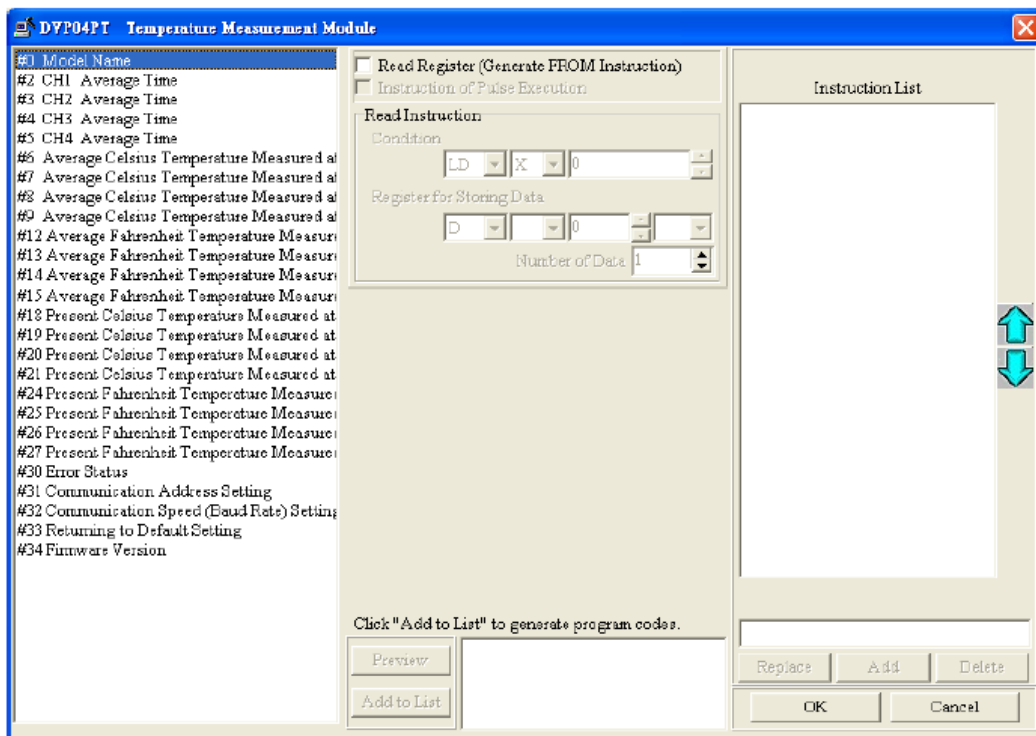 DVP04PT Temperature Measurement Module
#0 Model Name
#2 CH1 Average Time
#3 CH2 Average Time
#4 CH3 Average Time
#5 CH4 Average Time
#6 Average Celsius Temperature Measured at
#7 Average Celsius Temperature Measured at
#8 Average Celsius Temperature Measured at
#9 Average Celsius Temperature Measured at
#12 Average Fahrenheit Temperature Measure
#13 Average Fahrenheit Temperature Measure
#14 Average Fahrenheit Temperature Measure
#15 Average Fahrenheit Temperature Measure
#18 Present Celsius Temperature Measured at
#19 Present Celsius Temperature Measured at
#20 Present Celsius Temperature Measured at
#21 Present Celsius Temperature Measured at
#24 Present Fahrenheit Temperature Measure
#25 Present Fahrenheit Temperature Measure
#26 Present Fahrenheit Temperature Measure
#27 Present Fahrenheit Temperature Measure
#30 Error Status
#31 Communication Address Setting
#32 Communication Speed (Baud Rate) Setting
#33 Returning to Default Setting
#34 Firmware Version
Read Register (Generate FROM Instruction)
Instruction of Pulse Execution
Read Instruction
Condition
LD X 0
Register for Storing Data
D 0
Number of Data 1
Click "Add to List" to generate program codes.
Preview
Add to List
Instruction List
Replace Add Delete
OK Cancel